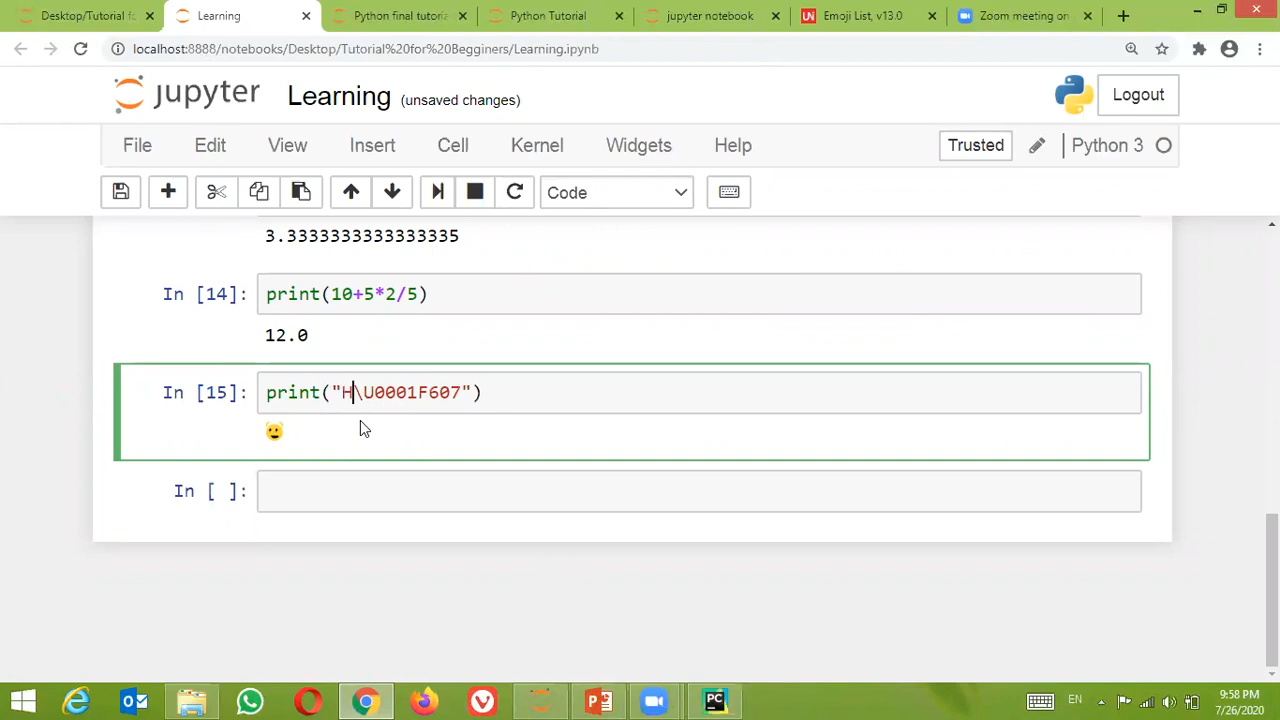 Desktop/Tutorial fo
Learning
Python final tutoria
Python Tutorial
jupyter notebook
UN
Emoji List, v13.0
Zoom meeting on
localhost:8888/notebooks/Desktop/Tutorial%20for%20Begginers/Learning.ipynb
jupyter
Learning (unsaved changes)
Logout
File
Edit
View
Insert
Cell
Kernel
Widgets
Help
Trusted
Python 3
Code
3.3333333333333335
In [14]: print(10+5*2/5)
12.0
In [15]: print("H\U0001F607")
In [ ]:
PC
EN
9:58 PM
7/26/2020